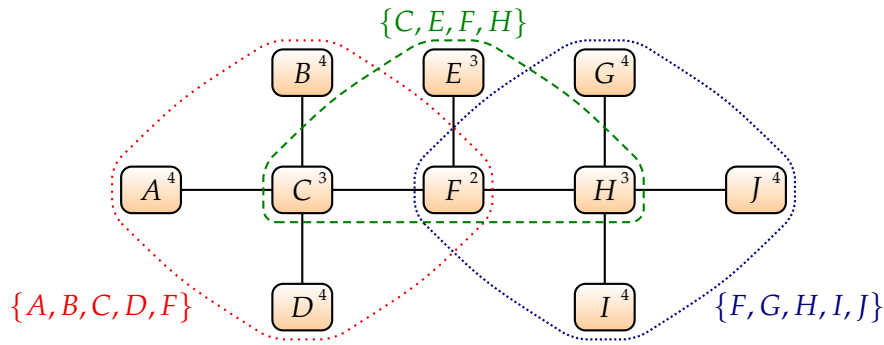 {C, E, F, H}
B 4 E 3 G 4
A 4 C 3 F 2 H 3 J 4
D 4 I 4
{A, B, C, D, F} {F, G, H, I, J}